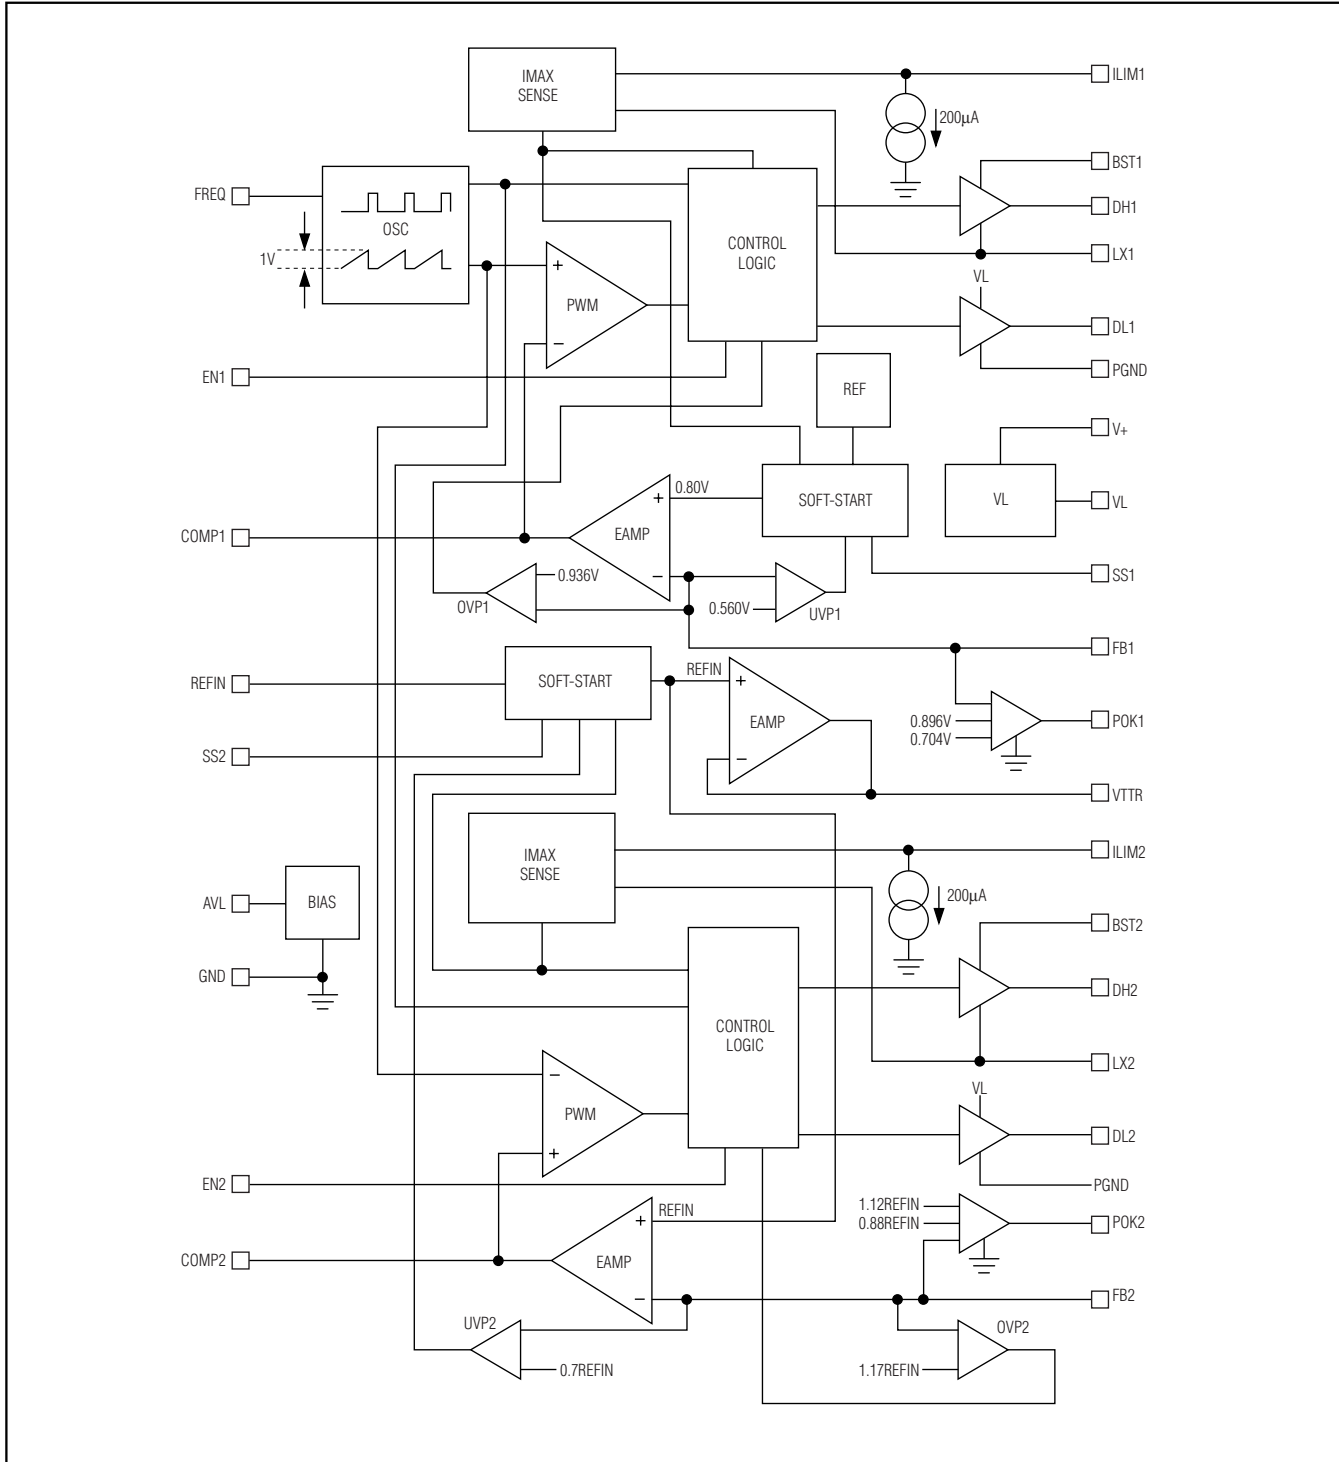 IMAX
SENSE
ILIM1
200µA
BST1
FREQ
OSC
DH1
CONTROL
LOGIC
1V
LX1
+
VL
PWM
DL1
−
EN1
REF
PGND
V+
0.80V
+
SOFT-START
VL
VL
COMP1
EAMP
−
0.936V
SS1
OVP1
0.560V
UVP1
FB1
REFIN
SOFT-START
REFIN
+
EAMP
0.896V
POK1
0.704V
SS2
−
VTTR
IMAX
SENSE
ILIM2
200µA
AVL
BIAS
BST2
GND
DH2
CONTROL
LOGIC
LX2
−
VL
PWM
DL2
+
EN2
PGND
REFIN
1.12REFIN
+
0.88REFIN
POK2
COMP2
EAMP
−
FB2
UVP2
OVP2
0.7REFIN
1.17REFIN